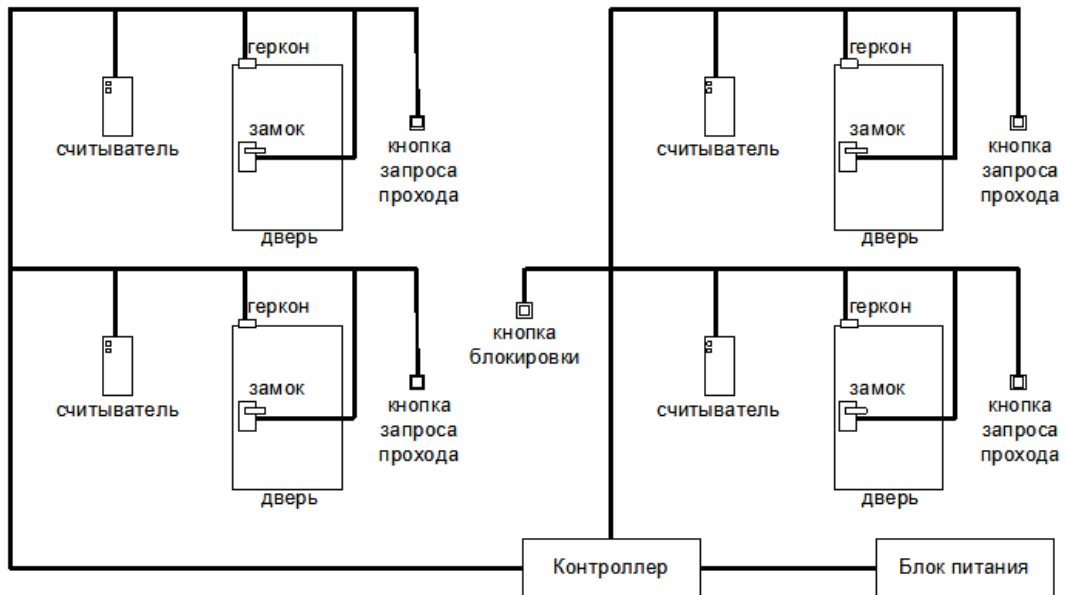 геркон
замок
считыватель
кнопка
запроса
прохода
дверь
геркон
замок
считыватель
кнопка
запроса
прохода
дверь
геркон
замок
считыватель
кнопка
запроса
прохода
дверь
кнопка
блокировки
геркон
замок
считыватель
кнопка
запроса
прохода
дверь
Контроллер
Блок питания